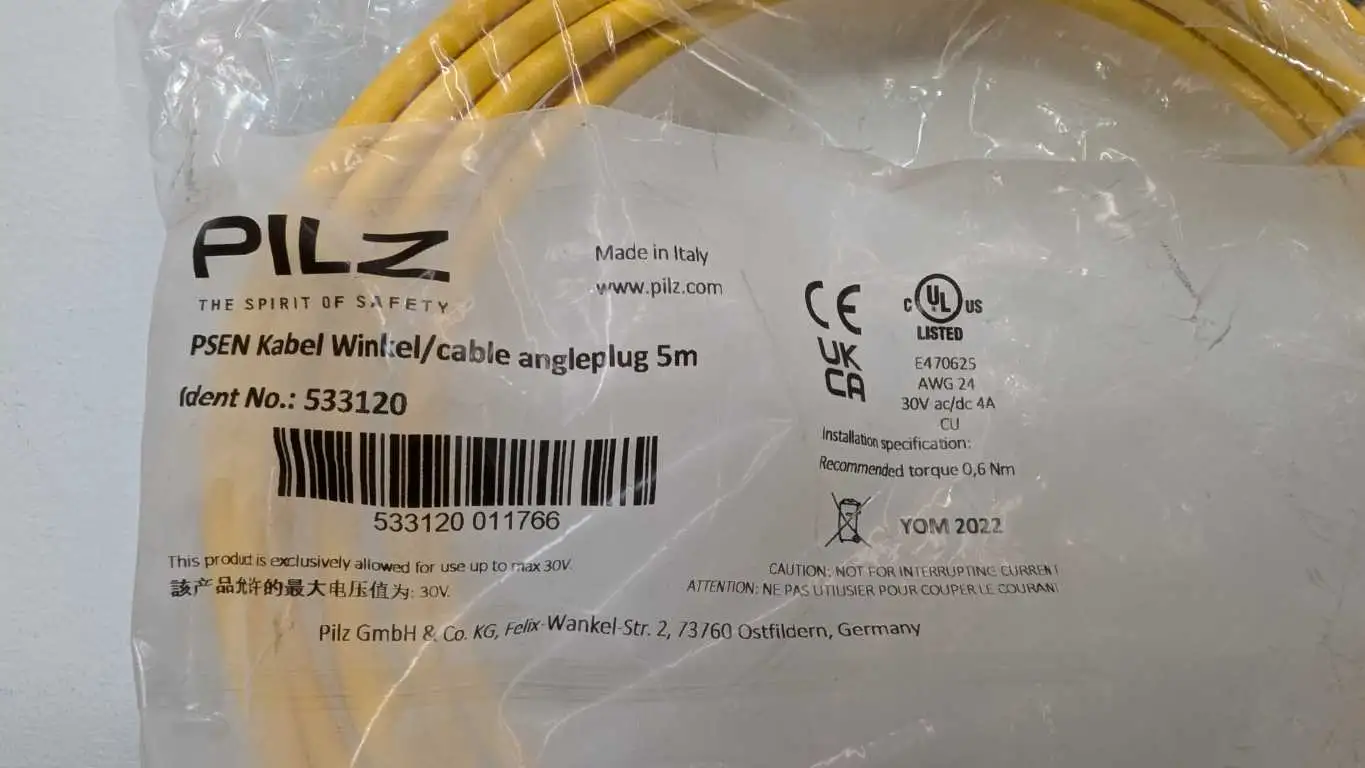 PILZ
THE SPIRIT OF SAFETY
Made in Italy
www.pilz.com
PSEN Kabel Winkel/cable angleplug 5m
Ident No.: 533120
533120 011766
This product is exclusively allowed for use up to max 30V.
該产品允许的最大电压值为: 30V.
CE
UK
CA
C UL US
LISTED
E470625
AWG 24
30V ac/dc 4A
CU
Installation specification:
Recommended torque 0,6 Nm
YOM 2022
CAUTION: NOT FOR INTERRUPTING CURRENT
ATTENTION: NE PAS UTILISER POUR COUPER LE COURANT
Pilz GmbH & Co. KG, Felix-Wankel-Str. 2, 73760 Ostfildern, Germany